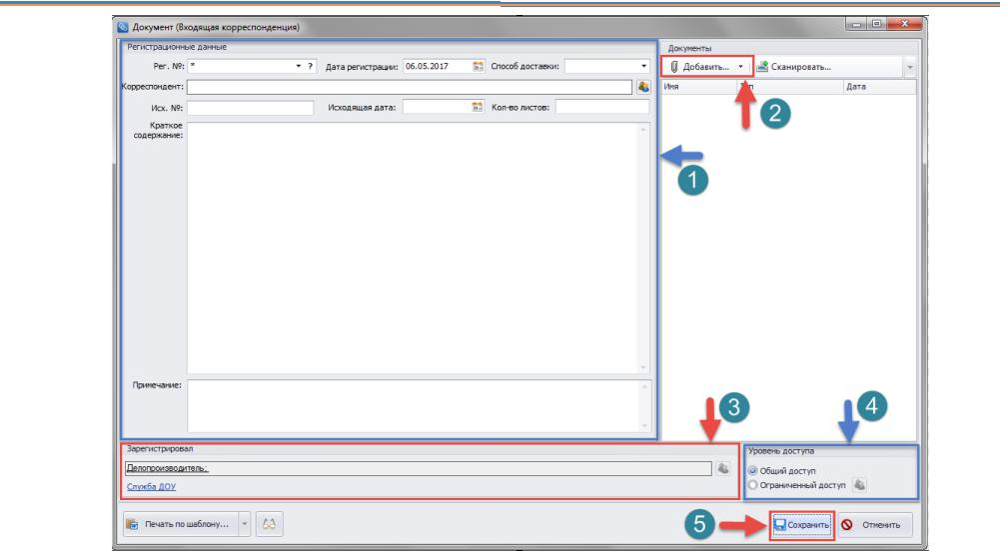 Документ (Входящая корреспонденция)
Регистрационные данные
Рег. №: * ? Дата регистрации: 06.05.2017 Способ доставки:
Корреспондент:
Исх. №: Исходящая дата: Кол-во листов:
Краткое
содержание:
1
Примечание:
Документы
Добавить... Сканировать...
Имя Тип Дата
2
3
4
Зарегистрировал
Делопроизводитель:
Служба ДОУ
Уровень доступа
Общий доступ
Ограниченный доступ
Печать по шаблону...
5
Сохранить Отменить